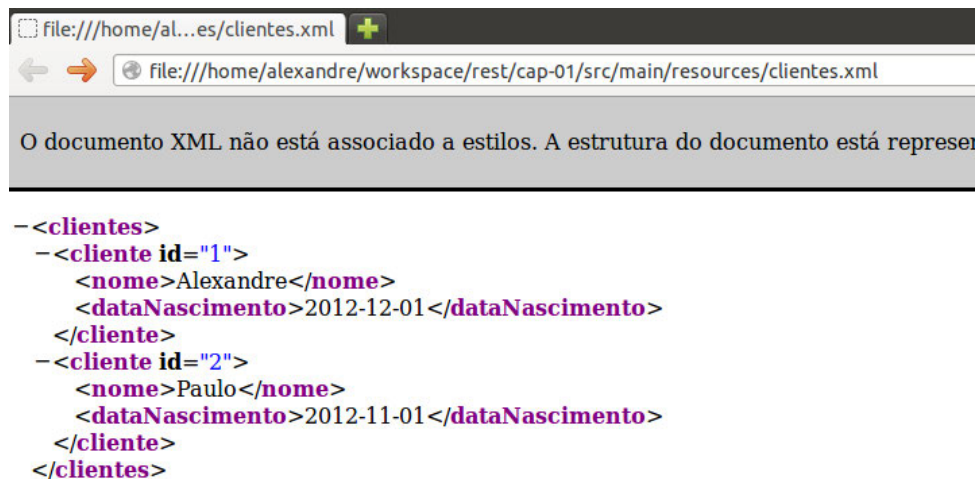 file:///home/al...es/clientes.xml
file:///home/alexandre/workspace/rest/cap-01/src/main/resources/clientes.xml
O documento XML não está associado a estilos. A estrutura do documento está represe
−<clientes>
−<cliente id="1">
<nome>Alexandre</nome>
<dataNascimento>2012-12-01</dataNascimento>
</cliente>
−<cliente id="2">
<nome>Paulo</nome>
<dataNascimento>2012-11-01</dataNascimento>
</cliente>
</clientes>